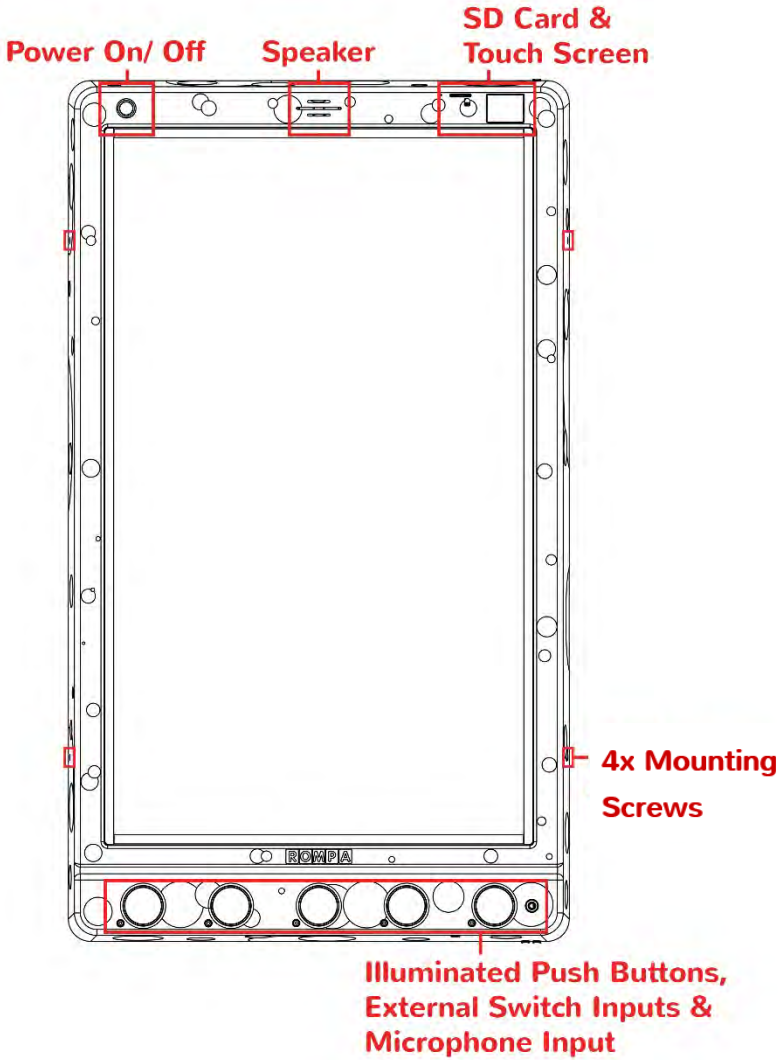 SD Card &
Power On/ Off Speaker Touch Screen
4x Mounting
Screws
ROMPA
Illuminated Push Buttons,
External Switch Inputs &
Microphone Input